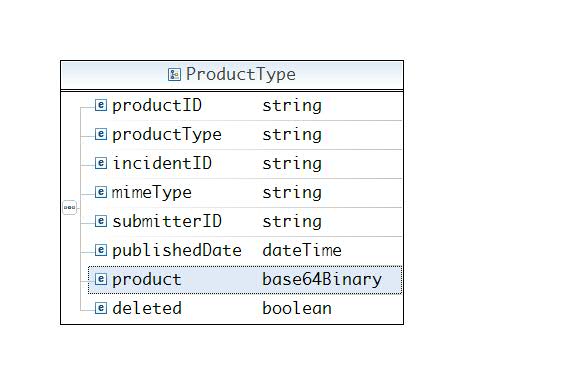 ProductType
productID string
productType string
incidentID string
mimeType string
submitterID string
publishedDate dateTime
product base64Binary
deleted boolean